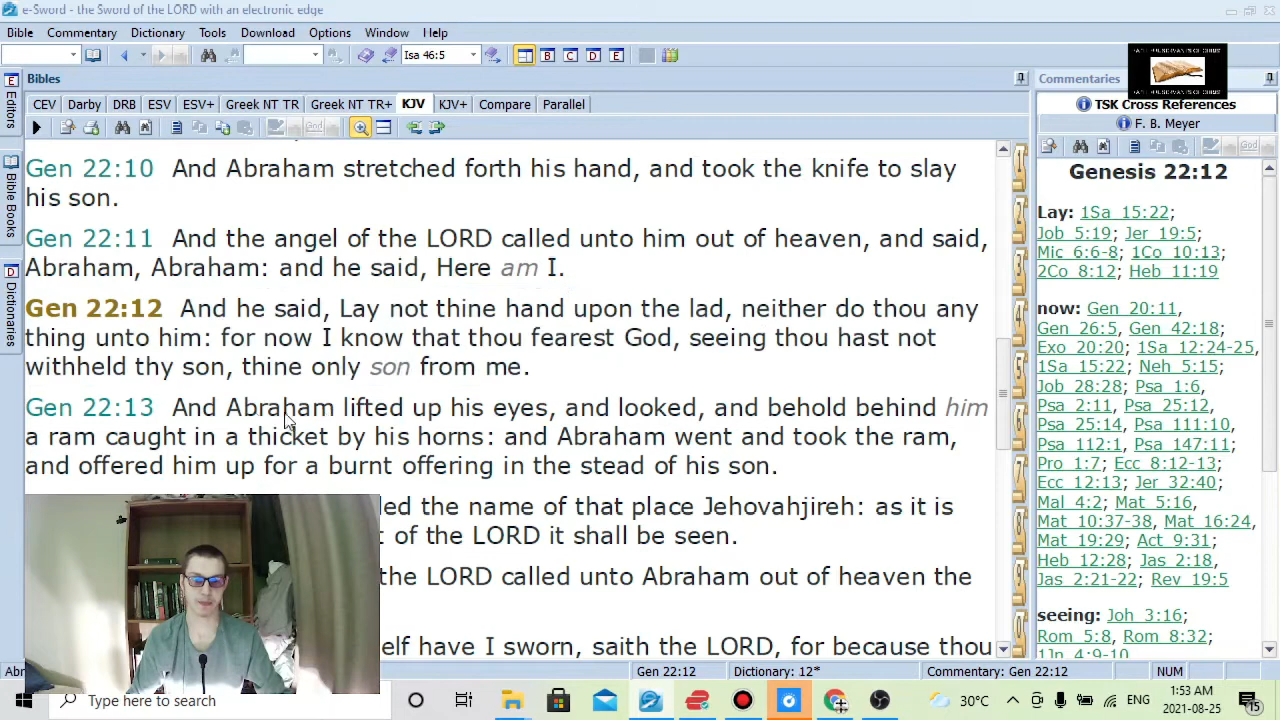 e-Sword - the Sword of the LORD with an electronic edge
Bible Commentary Dictionary Tools Download Options Window Help
Isa 46:5
B C D E
Bibles
CEV Darby DRB ESV ESV+ Greek NT TR Greek NT TR+ KJV KJV+ Compare Parallel
Editors
Bible Books
Dictionaries
Gen 22:10 And Abraham stretched forth his hand, and took the knife to slay
his son.
Gen 22:11 And the angel of the LORD called unto him out of heaven, and said,
Abraham, Abraham: and he said, Here am I.
Gen 22:12 And he said, Lay not thine hand upon the lad, neither do thou any
thing unto him: for now I know that thou fearest God, seeing thou hast not
withheld thy son, thine only son from me.
Gen 22:13 And Abraham lifted up his eyes, and looked, and behold behind him
a ram caught in a thicket by his horns: and Abraham went and took the ram,
and offered him up for a burnt offering in the stead of his son.
led the name of that place Jehovahjireh: as it is
of the LORD it shall be seen.
the LORD called unto Abraham out of heaven the
elf have I sworn, saith the LORD, for because thou
Commentaries
TSK Cross References
F. B. Meyer
Genesis 22:12
Lay: 1Sa 15:22;
Job 5:19; Jer 19:5;
Mic 6:6-8; 1Co 10:13;
2Co 8:12; Heb 11:19
now: Gen 20:11,
Gen 26:5, Gen 42:18;
Exo 20:20; 1Sa 12:24-25,
1Sa 15:22; Neh 5:15;
Job 28:28; Psa 1:6,
Psa 2:11, Psa 25:12,
Psa 25:14, Psa 111:10,
Psa 112:1, Psa 147:11;
Pro 1:7; Ecc 8:12-13,
Ecc 12:13; Jer 32:40;
Mal 4:2; Mat 5:16,
Mat 10:37-38, Mat 16:24,
Mat 19:29; Act 9:31;
Heb 12:28; Jas 2:18,
Jas 2:21-22; Rev 19:5
seeing: Joh 3:16;
Rom 5:8, Rom 8:32;
1Jn 4:9-10
Gen 22:12 Dictionary: 12* Commentary: Gen 22:12 NUM
Type here to search
30°C ENG 1:53 AM
2021-08-25
15